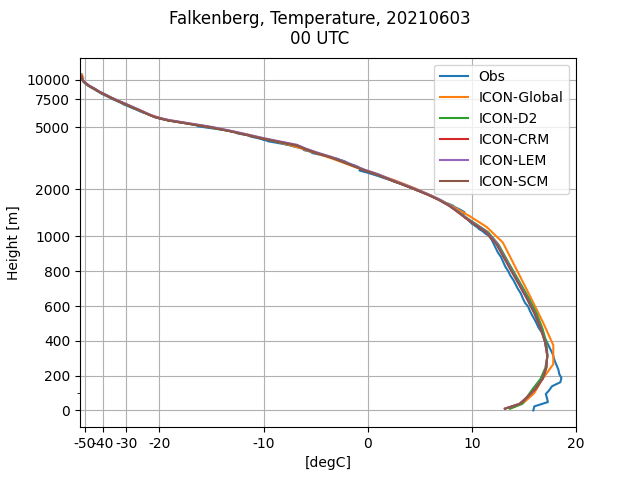 Falkenberg, Temperature, 20210603
00 UTC
Height [m]
10000
7500
5000
2000
1000
800
600
400
200
0
Obs
ICON-Global
ICON-D2
ICON-CRM
ICON-LEM
ICON-SCM
-50 -40 -30 -20 -10 0 10 20
[degC]